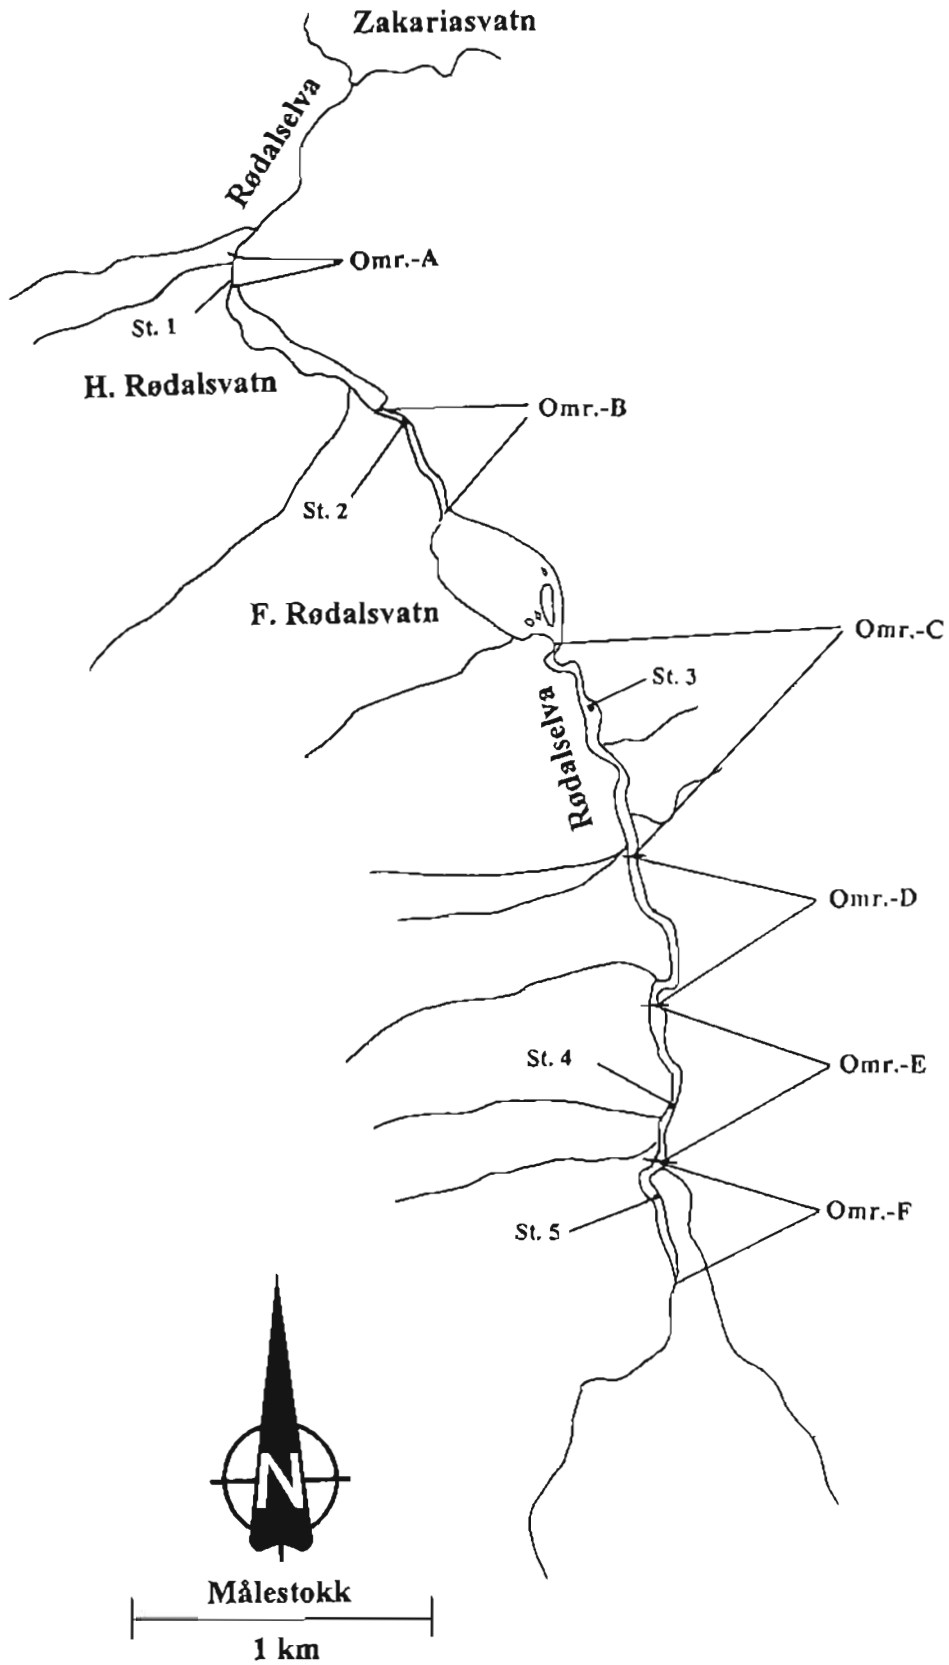 Zakariasvatn
Rødalselva
Omr.-A
St. 1
H. Rødalsvatn
Omr.-B
St. 2
F. Rødalsvatn
Omr.-C
St. 3
Rødalselva
Omr.-D
St. 4
Omr.-E
Omr.-F
St. 5
N
Målestokk
1 km